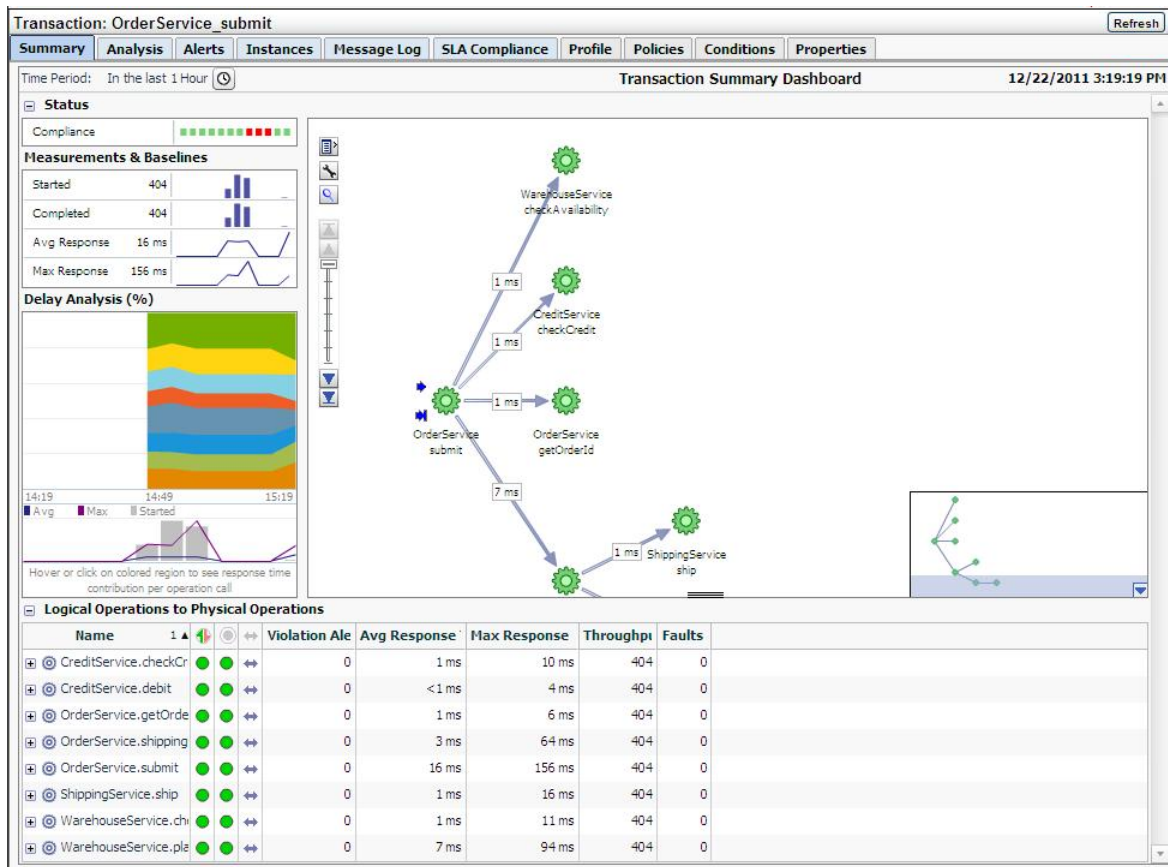 Transaction: OrderService_submit
Refresh
Summary Analysis Alerts Instances Message Log SLA Compliance Profile Policies Conditions Properties
Time Period: In the last 1 Hour
Transaction Summary Dashboard
12/22/2011 3:19:19 PM
Status
Compliance
Measurements & Baselines
Started 404
Completed 404
Avg Response 16 ms
Max Response 156 ms
Delay Analysis (%)
14:19 14:49 15:19
Avg Max Started
Hover or click on colored region to see response time
contribution per operation call
WarehouseService
checkAvailability
1 ms
CreditService
checkCredit
1 ms
1 ms
OrderService
submit
OrderService
getOrderId
7 ms
1 ms
ShippingService
ship
Logical Operations to Physical Operations
Name 1 Violation Ale Avg Response Max Response Throughpu Faults
CreditService.checkCr 0 1 ms 10 ms 404 0
CreditService.debit 0 <1 ms 4 ms 404 0
OrderService.getOrde 0 1 ms 6 ms 404 0
OrderService.shipping 0 3 ms 64 ms 404 0
OrderService.submit 0 16 ms 156 ms 404 0
ShippingService.ship 0 1 ms 16 ms 404 0
WarehouseService.che 0 1 ms 11 ms 404 0
WarehouseService.pla 0 7 ms 94 ms 404 0